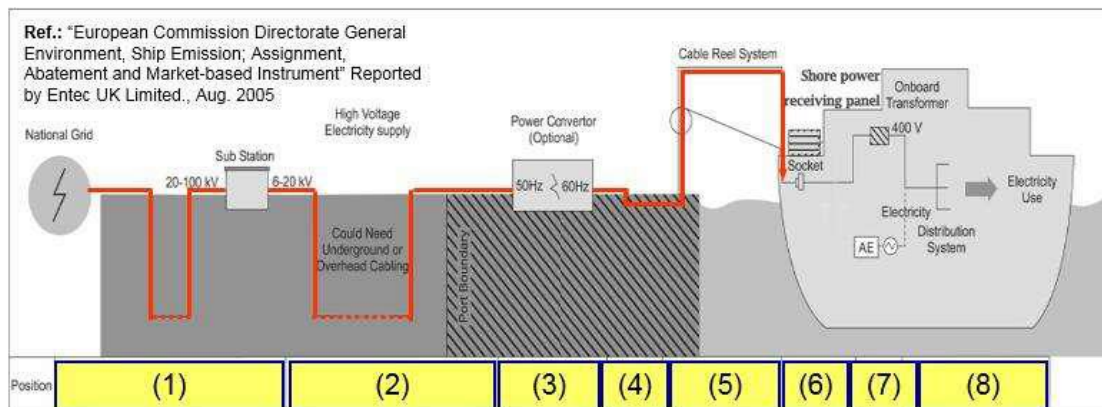 Ref.: “European Commission Directorate General
Environment, Ship Emission; Assignment,
Abatement and Market-based Instrument” Reported
by Entec UK Limited., Aug. 2005
National Grid
20-100 kV
Sub Station
6-20 kV
High Voltage
Electricity supply
Could Need
Underground or
Overhead Cabling
Port Boundary
Power Convertor
(Optional)
50Hz
60Hz
Cable Reel System
Shore power
receiving panel
Socket
Onboard
Transformer
400 V
AE
Electricity
Distribution
System
Electricity
Use
Position
(1)
(2)
(3)
(4)
(5)
(6)
(7)
(8)